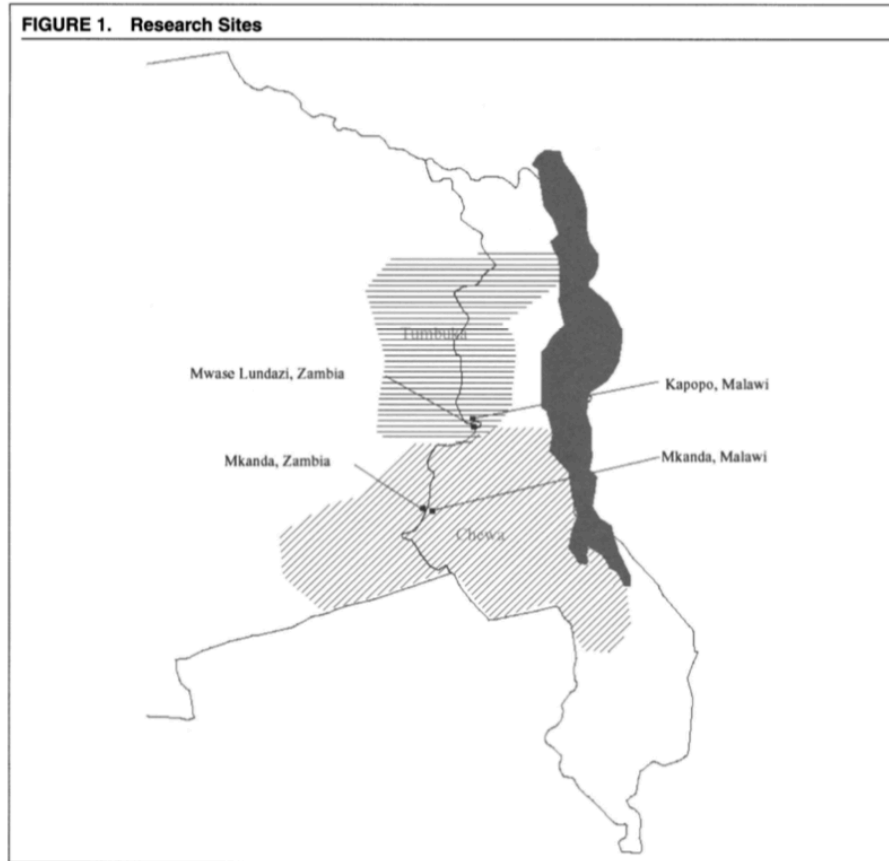 FIGURE 1. Research Sites
Tumbuka
Mwase Lundazi, Zambia
Kapopo, Malawi
Mkanda, Zambia
Mkanda, Malawi
Chewa